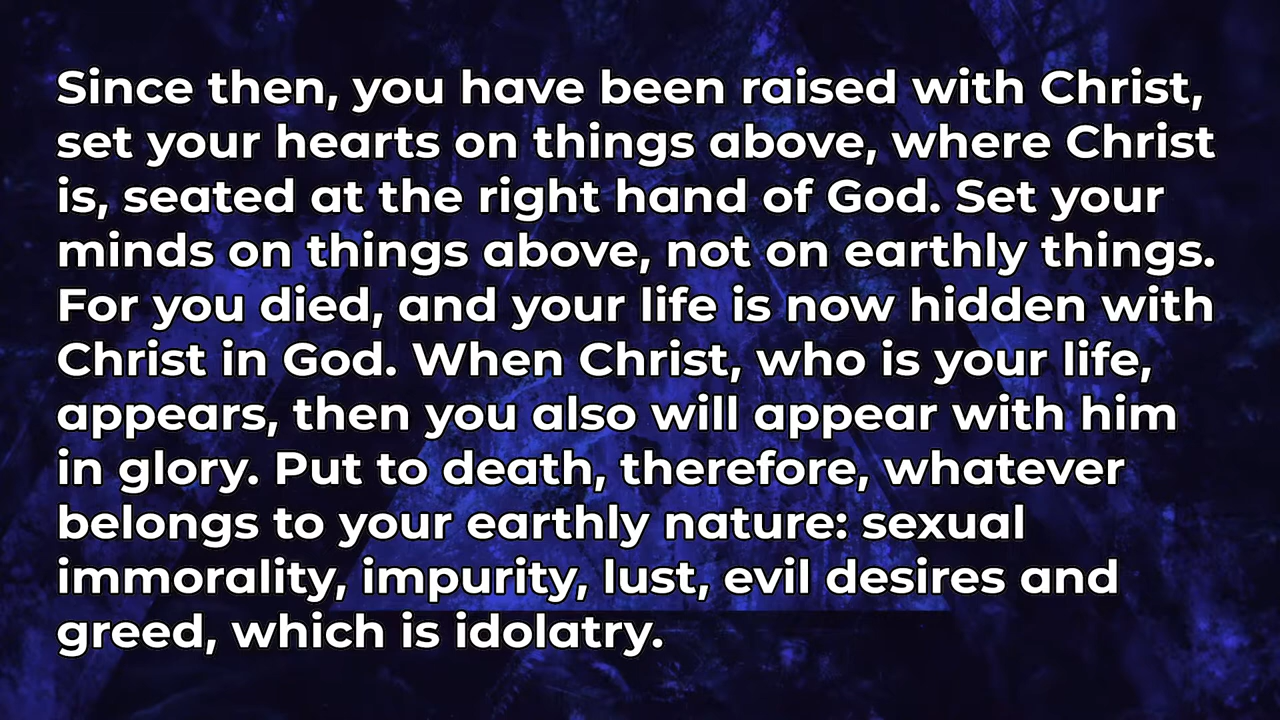 Since then, you have been raised with Christ,
set your hearts on things above, where Christ
is, seated at the right hand of God. Set your
minds on things above, not on earthly things.
For you died, and your life is now hidden with
Christ in God. When Christ, who is your life,
appears, then you also will appear with him
in glory. Put to death, therefore, whatever
belongs to your earthly nature: sexual
immorality, impurity, lust, evil desires and
greed, which is idolatry.